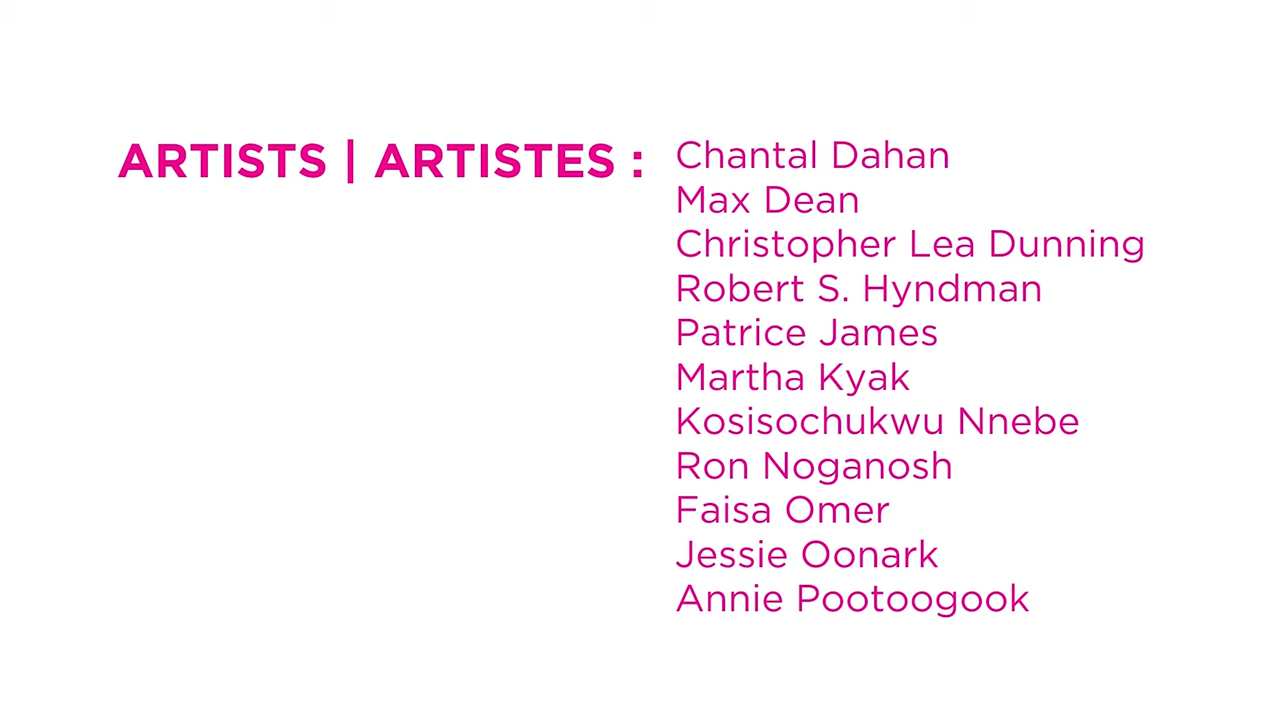 ARTISTS | ARTISTES :
Chantal Dahan
Max Dean
Christopher Lea Dunning
Robert S. Hyndman
Patrice James
Martha Kyak
Kosisochukwu Nnebe
Ron Noganosh
Faisa Omer
Jessie Oonark
Annie Pootoogook